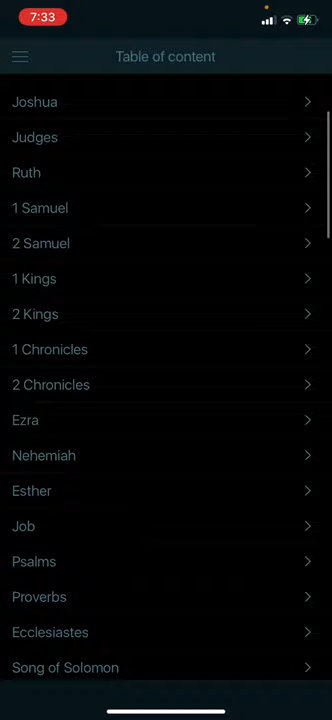 7:33
Table of content
Joshua
Judges
Ruth
1 Samuel
2 Samuel
1 Kings
2 Kings
1 Chronicles
2 Chronicles
Ezra
Nehemiah
Esther
Job
Psalms
Proverbs
Ecclesiastes
Song of Solomon